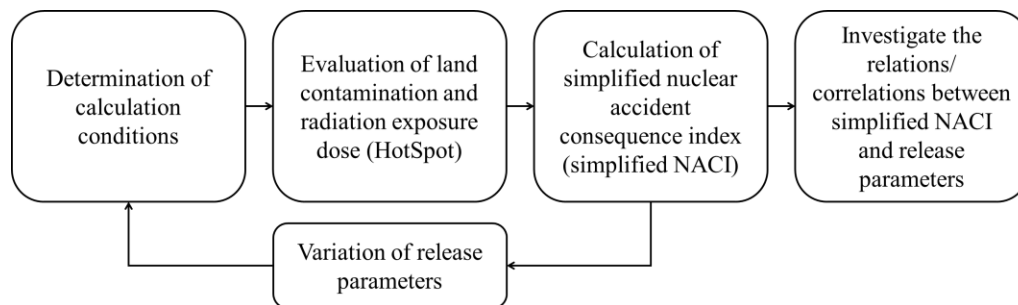 Determination of
calculation
conditions
Evaluation of land
contamination and
radiation exposure
dose (HotSpot)
Calculation of
simplified nuclear
accident
consequence index
(simplified NACI)
Investigate the
relations/
correlations between
simplified NACI
and release
parameters
Variation of release
parameters